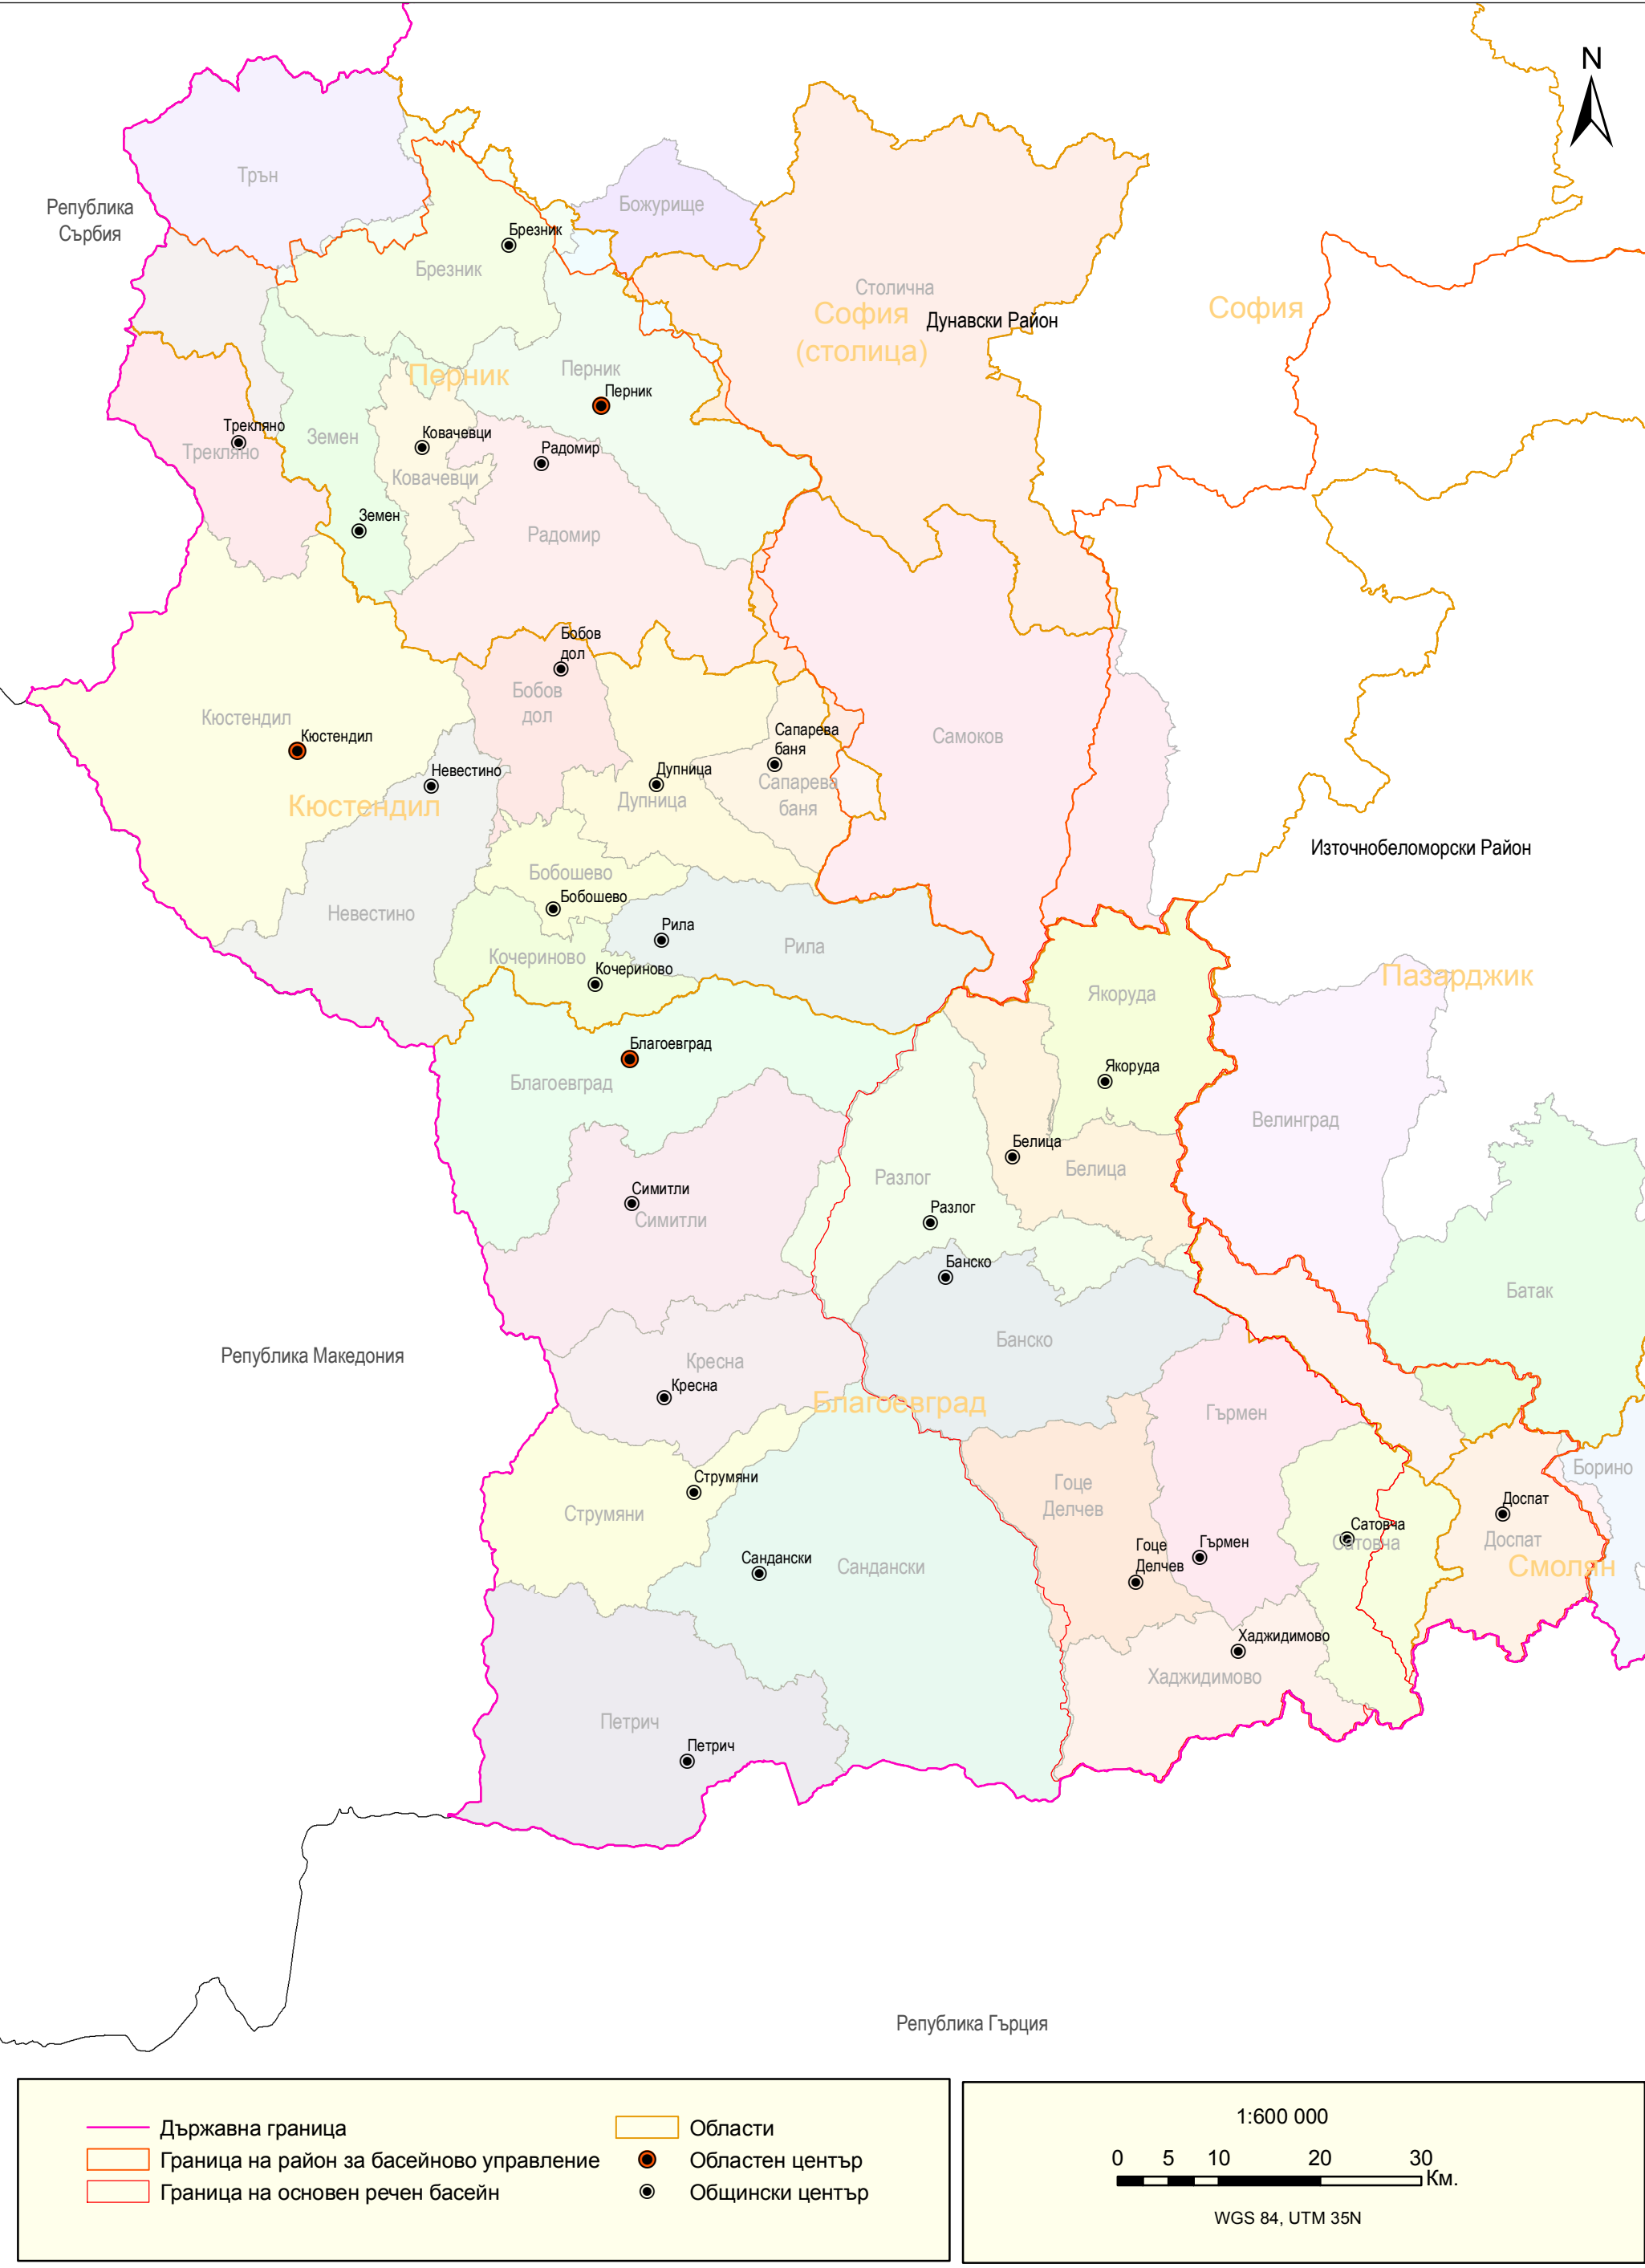 N
Трън
Република
Сърбия
Божурище
Брезник
Брезник
Столична
София
(столица)
Дунавски Район
София
Перник
Перник
Перник
Трекляно
Трекляно
Земен
Ковачевци
Ковачевци
Радомир
Земен
Радомир
Бобов
дол
Бобов
дол
Кюстендил
Кюстендил
Невестино
Кюстендил
Дупница
Дупница
Сапарева
баня
Сапарева
баня
Самоков
Източнобеломорски Район
Бобошево
Бобошево
Невестино
Рила
Рила
Кочериново
Кочериново
Якоруда
Пазарджик
Благоевград
Благоевград
Якоруда
Велинград
Белица
Белица
Разлог
Симитли
Симитли
Разлог
Банско
Батак
Банско
Република Македония
Кресна
Кресна
Благоевград
Гърмен
Струмяни
Струмяни
Гоце
Делчев
Борино
Доспат
Доспат
Сатовча
Сатовча
Гърмен
Гоце
Делчев
Сандански
Сандански
Смолян
Хаджидимово
Хаджидимово
Петрич
Петрич
Република Гърция
Държавна граница
Граница на район за басейново управление
Граница на основен речен басейн
Области
Областен център
Общински център
1:600 000
0 5 10 20 30
Км.
WGS 84, UTM 35N